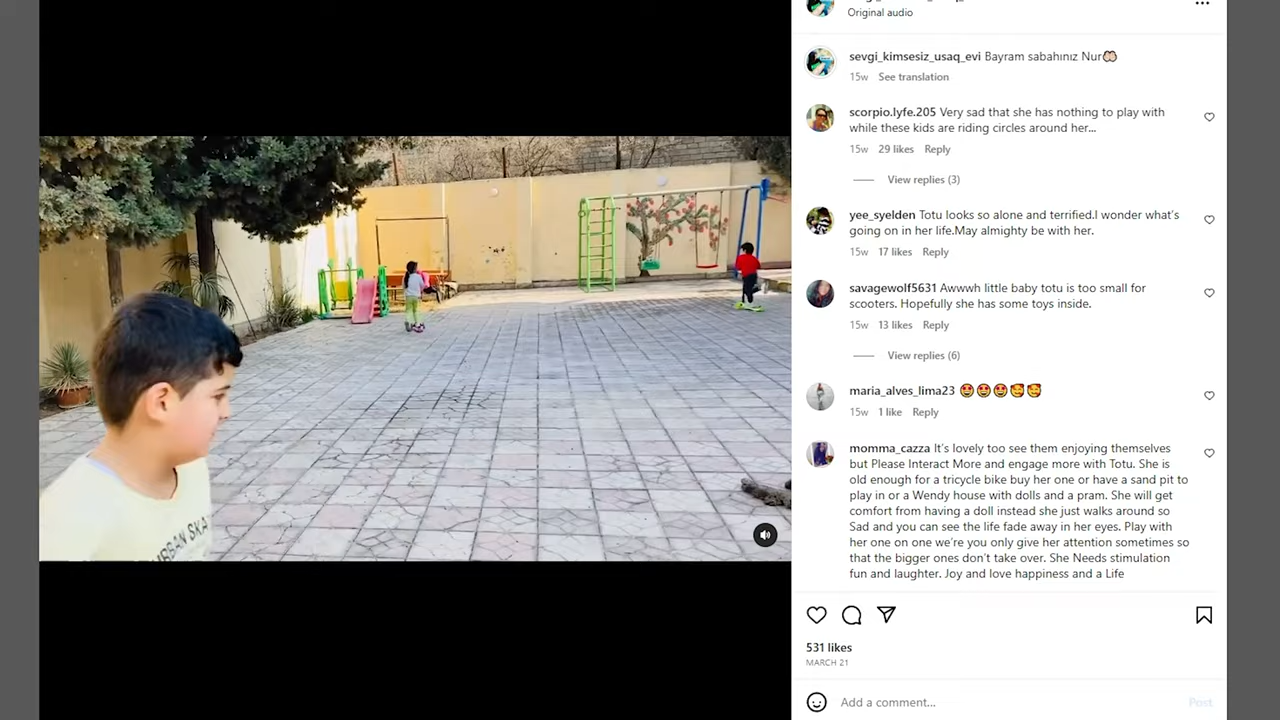 Original audio
sevgi_kimsesiz_usaq_evi Bayram sabahınız Nur
15w See translation
scorpio.lyfe.205 Very sad that she has nothing to play with
while these kids are riding circles around her...
15w 29 likes Reply
View replies (3)
yee_syelden Totu looks so alone and terrified.I wonder what's
going on in her life.May almighty be with her.
15w 17 likes Reply
savagewolf5631 Awwwh little baby totu is too small for
scooters. Hopefully she has some toys inside.
15w 13 likes Reply
View replies (6)
maria_alves_lima23 🤩🤩🤩🥰🥰
15w 1 like Reply
momma_cazza It's lovely too see them enjoying themselves
but Please Interact More and engage more with Totu. She is
old enough for a tricycle bike buy her one or have a sand pit to
play in or a Wendy house with dolls and a pram. She will get
comfort from having a doll instead she just walks around so
Sad and you can see the life fade away in her eyes. Play with
her one on one we're you only give her attention sometimes so
that the bigger ones don't take over. She Needs stimulation
fun and laughter. Joy and love happiness and a Life
531 likes
MARCH 21
Add a comment...
Post